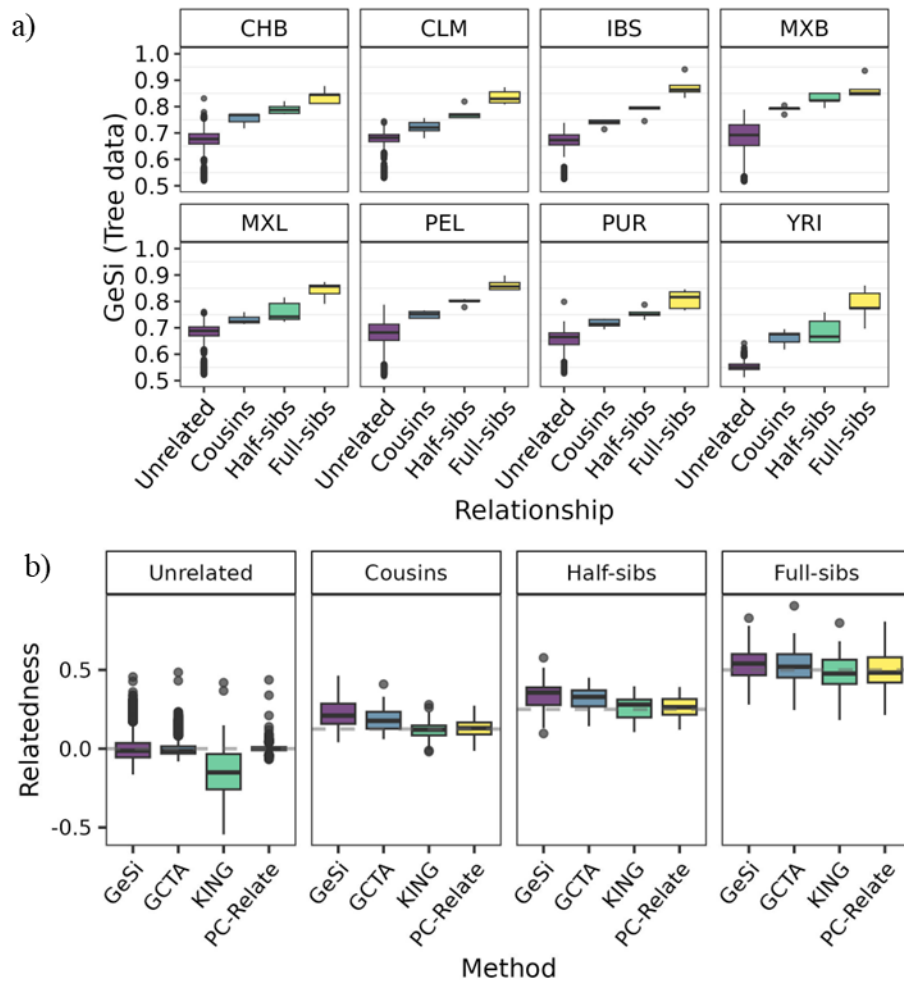 a)
CHB CLM IBS MXB
1.0
0.9
0.8
0.7
0.6
0.5
MXL PEL PUR YRI
1.0
0.9
0.8
0.7
0.6
0.5
GeSi (Tree data)
Unrelated Cousins Half-sibs Full-sibs Unrelated Cousins Half-sibs Full-sibs Unrelated Cousins Half-sibs Full-sibs Unrelated Cousins Half-sibs Full-sibs
Relationship
b)
Unrelated Cousins Half-sibs Full-sibs
0.5
0.0
-0.5
Relatedness
GeSi GCTA KING PC-Relate GeSi GCTA KING PC-Relate GeSi GCTA KING PC-Relate GeSi GCTA KING PC-Relate
Method